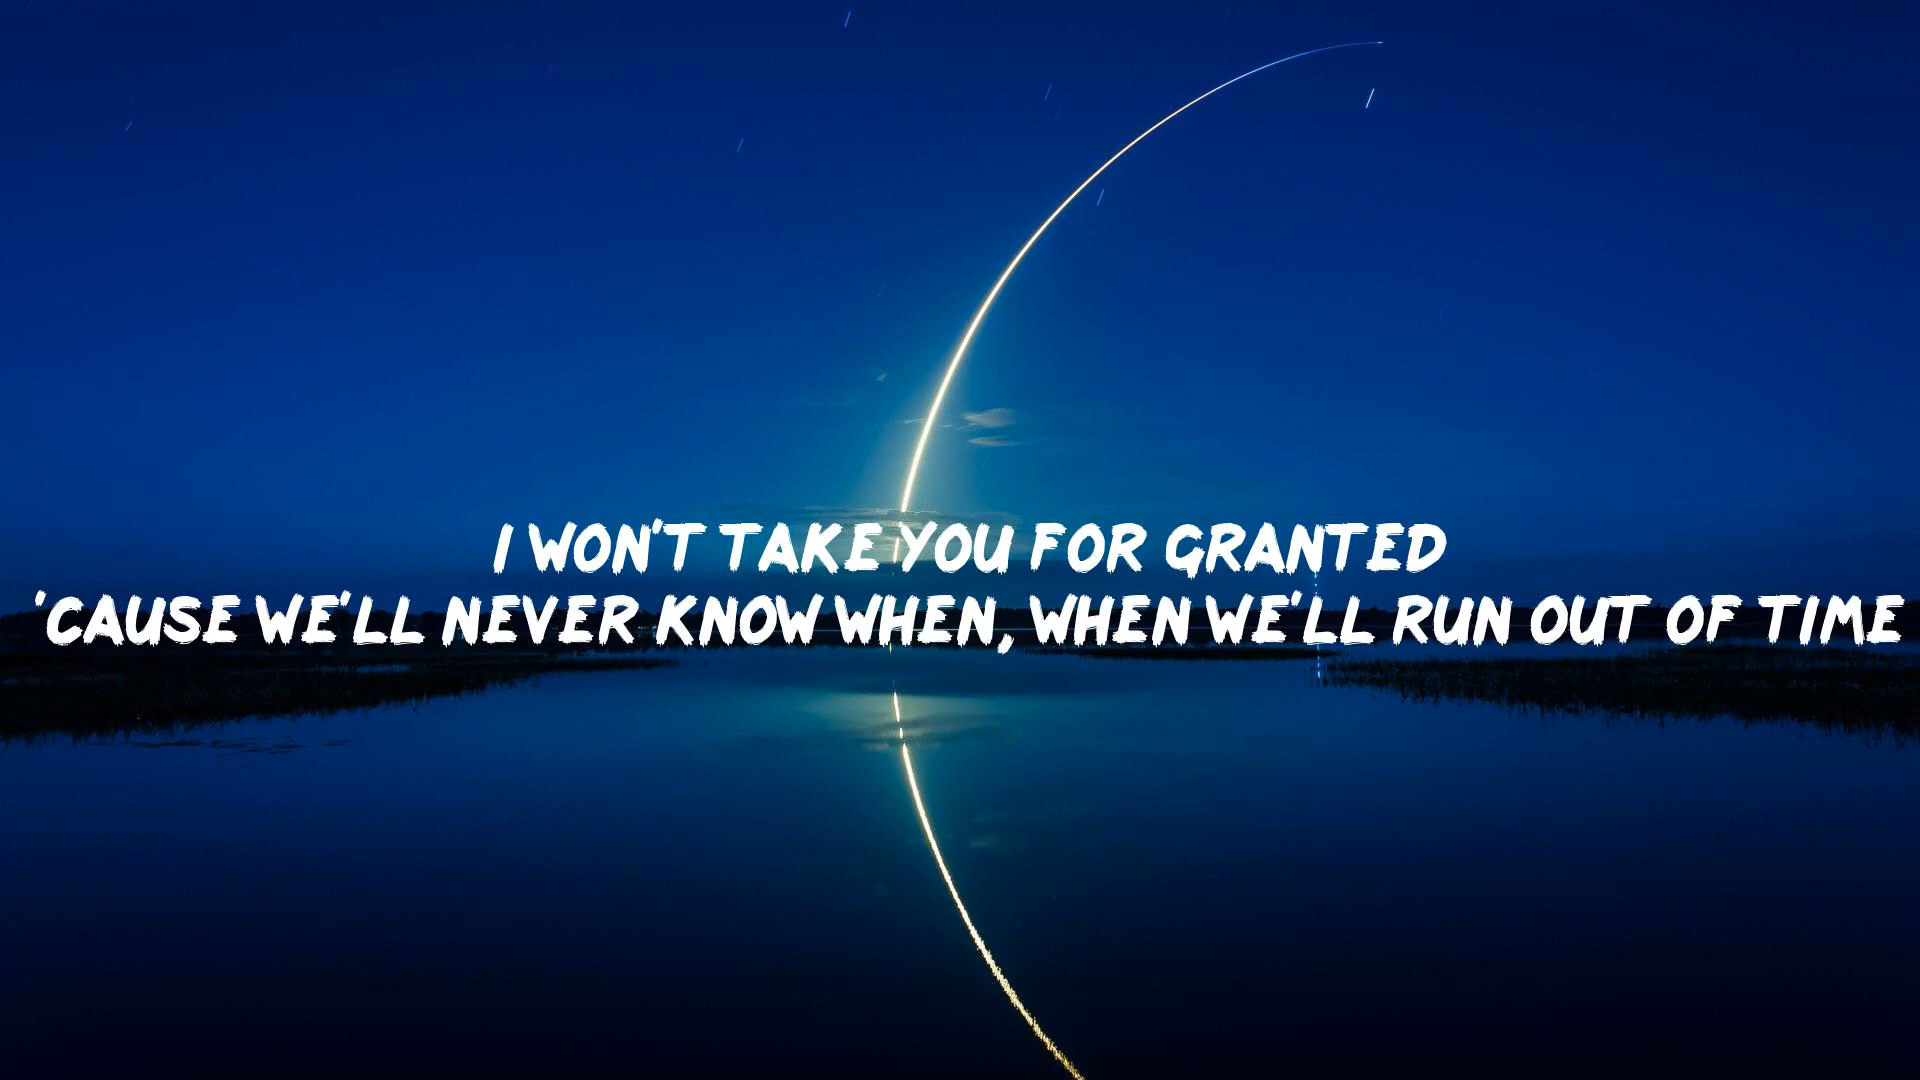 I WON'T TAKE YOU FOR GRANTED
'CAUSE WE'LL NEVER KNOW WHEN, WHEN WE'LL RUN OUT OF TIME